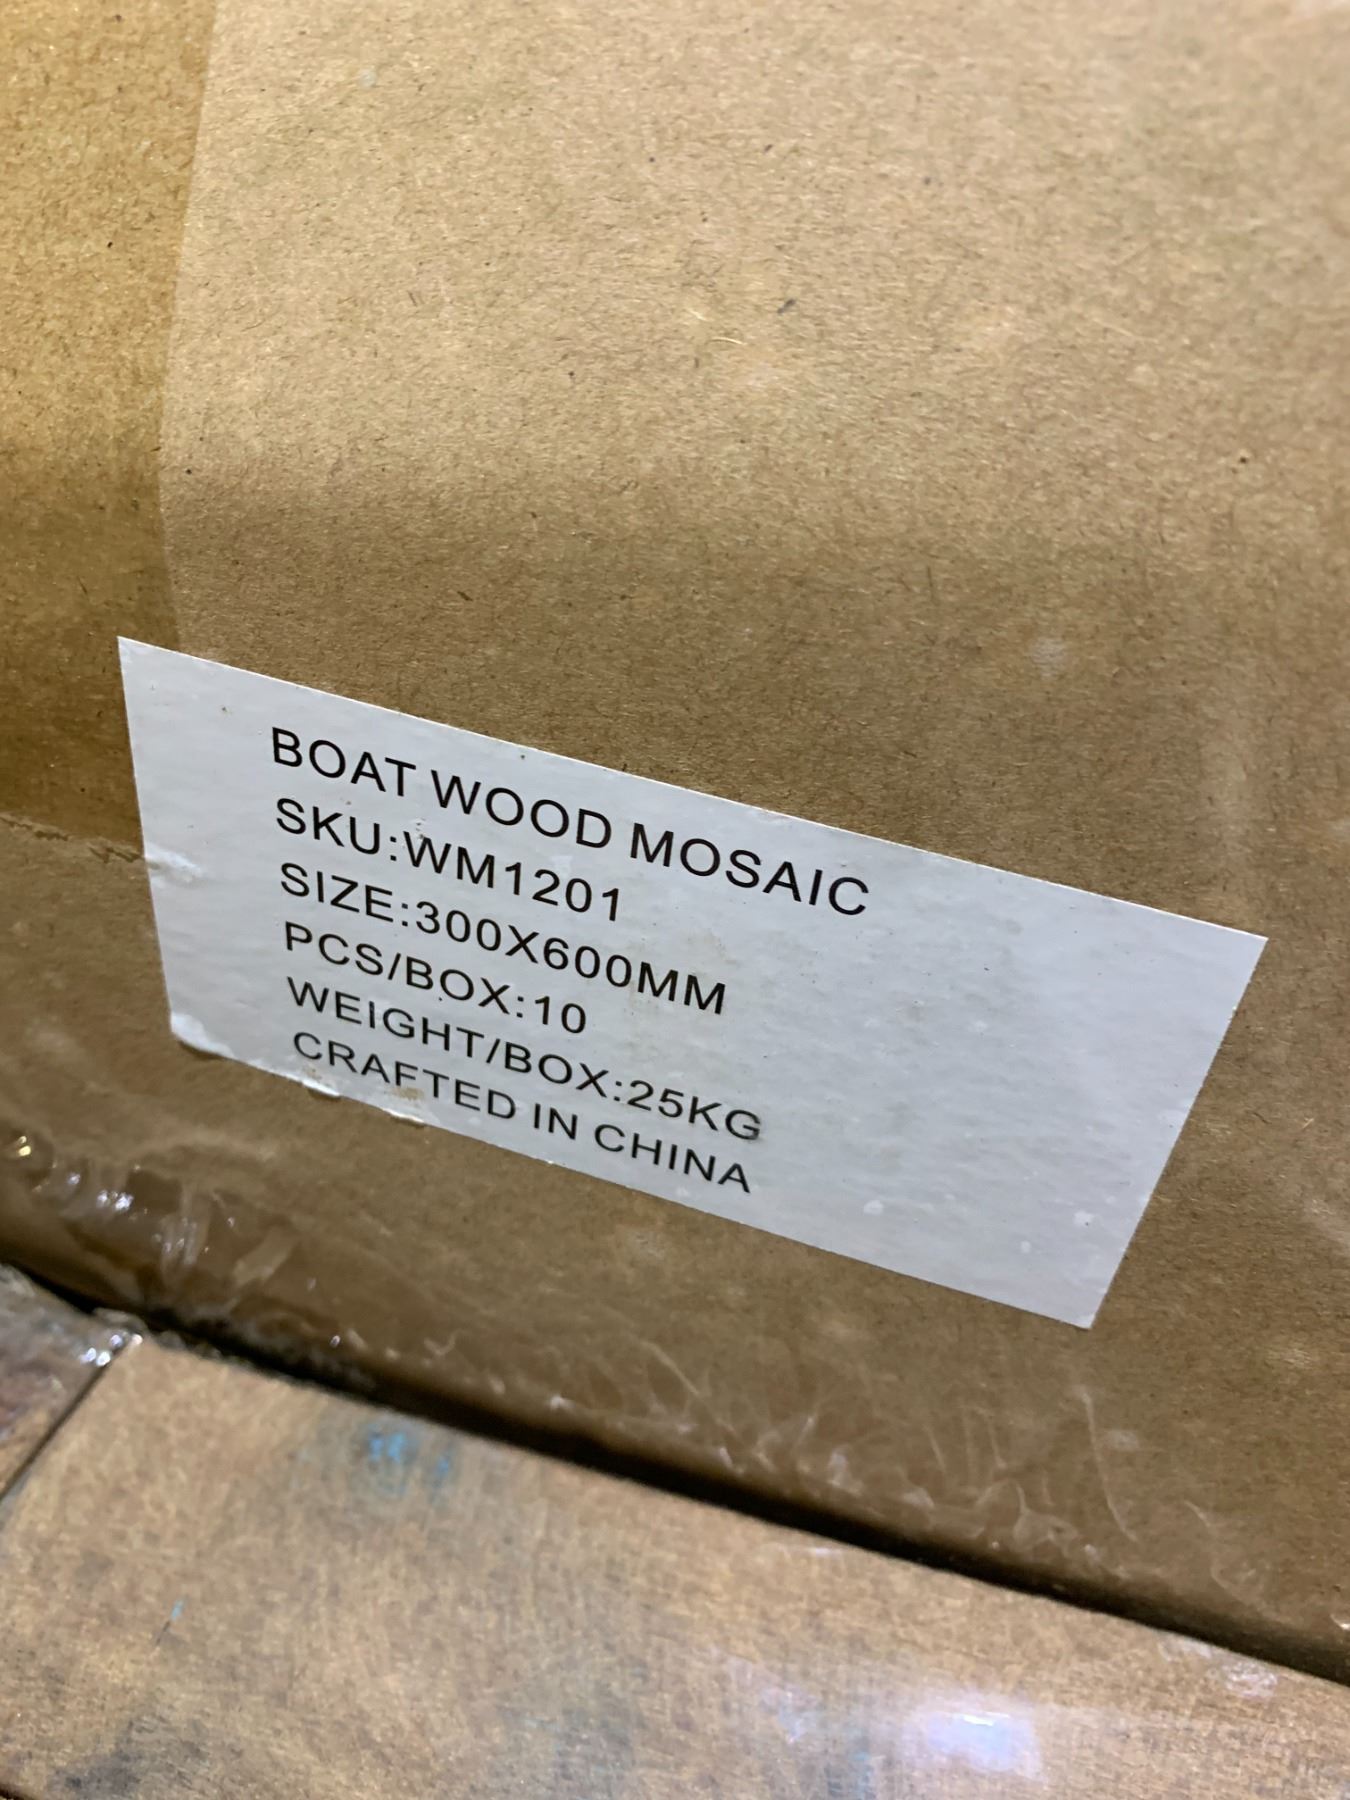 BOAT WOOD MOSAIC
SKU:WM1201
SIZE:300X600MM
PCS/BOX:10
WEIGHT/BOX:25KG
CRAFTED IN CHINA